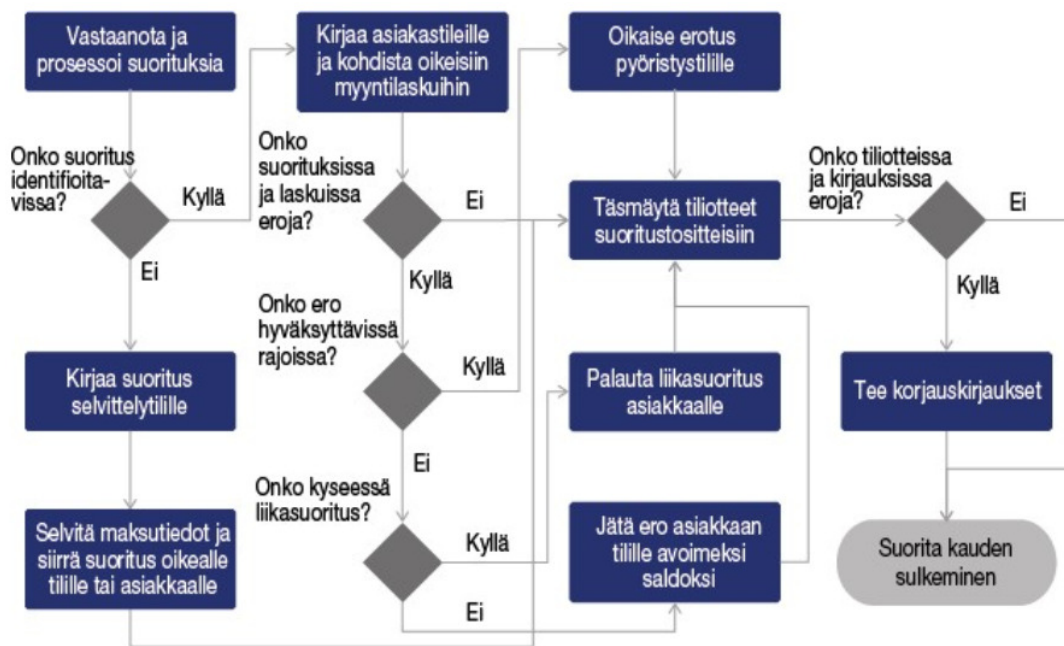 Vastaanota ja
prosessoi suorituksia
Onko suoritus
identifioita-
vissa?
Kyllä
Ei
Kirjaa suoritus
selvittelytilille
Selvitä maksutiedot ja
siirrä suoritus oikealle
tilille tai asiakkaalle
Kirjaa asiakastileille
ja kohdista oikeisiin
myyntilaskuihin
Onko
suorituksissa
ja laskuissa
eroja?
Ei
Kyllä
Onko ero
hyväksyttävissä
rajoissa?
Kyllä
Ei
Onko kyseessä
liikasuoritus?
Kyllä
Ei
Oikaise erotus
pyöristystilille
Täsmäytä tiliotteet
suoritustositteisiin
Palauta liikasuoritus
asiakkaalle
Jätä ero asiakkaan
tilille avoimeksi
saldoksi
Onko tiliotteissa
ja kirjauksissa
eroja?
Ei
Kyllä
Tee korjauskirjaukset
Suorita kauden
sulkeminen